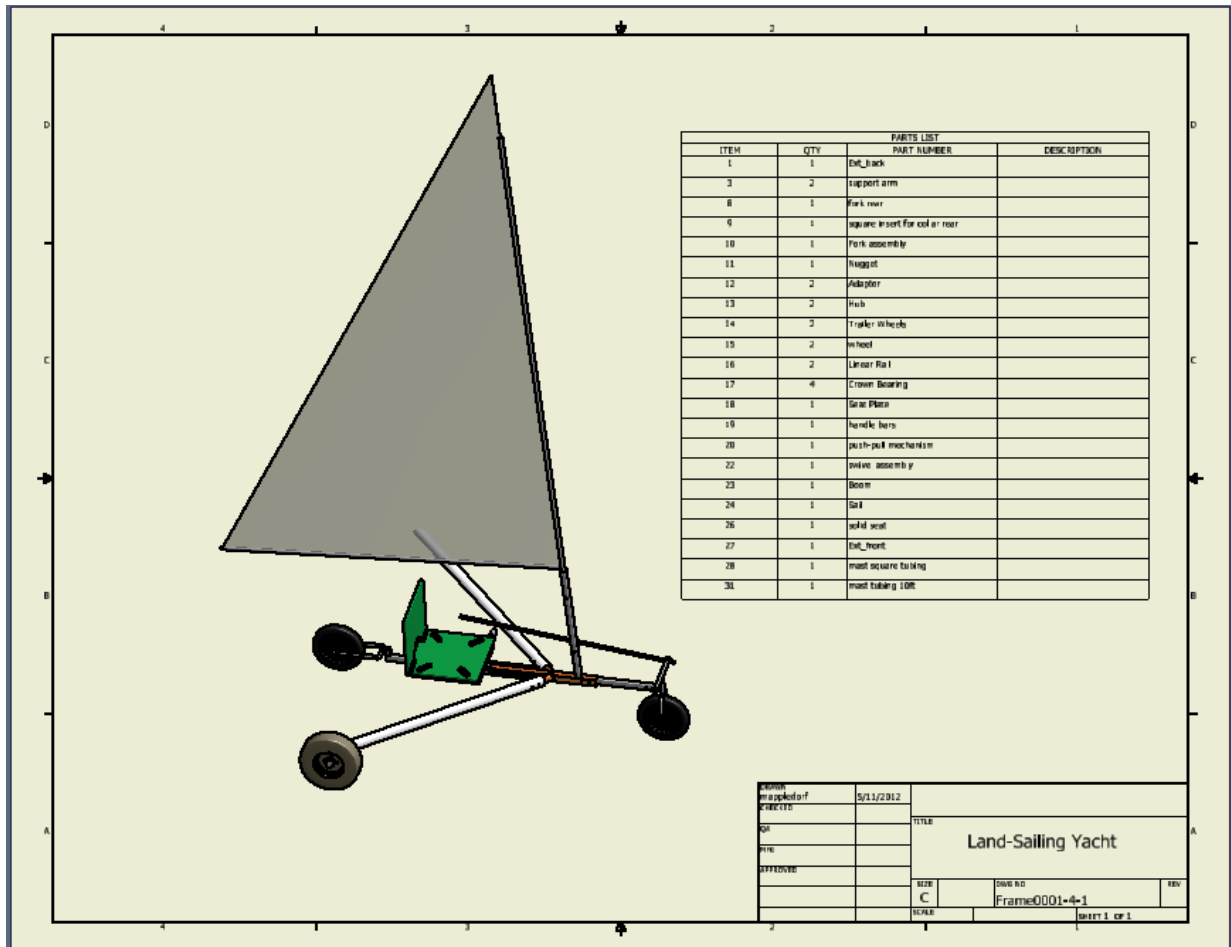 4 3 2 1
D D
PARTS LIST
ITEM QTY PART NUMBER DESCRIPTION
1 1 Ext_back
3 2 support arm
8 1 fork rear
9 1 square insert for collar rear
10 1 Fork assembly
11 1 Nugget
12 2 Adaptor
13 2 Hub
14 2 Trailer Wheels
15 2 wheel
16 2 Linear Rail
17 4 Crown Bearing
18 1 Seat Plate
19 1 handle bars
20 1 push-pull mechanism
22 1 swivel assembly
23 1 Boom
24 1 Sail
26 1 solid seat
27 1 Ext_front
28 1 mast square tubing
31 1 mast tubing 10ft
C C
B B
A A
DRAWN
mappledorf 5/11/2012
CHECKED
QA
MFG
APPROVED
TITLE
Land-Sailing Yacht
SIZE
C
DWG NO
Frame0001-4-1
REV
SCALE
SHEET 1 OF 1
4 3 2 1